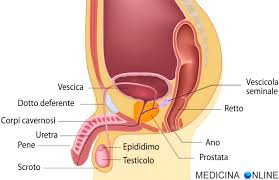 Vescica
Dotto deferente
Corpi cavernosi
Uretra
Pene
Scroto
Epididimo
Testicolo
Vescicola
seminale
Retto
Ano
Prostata
MEDICINA ONLINE